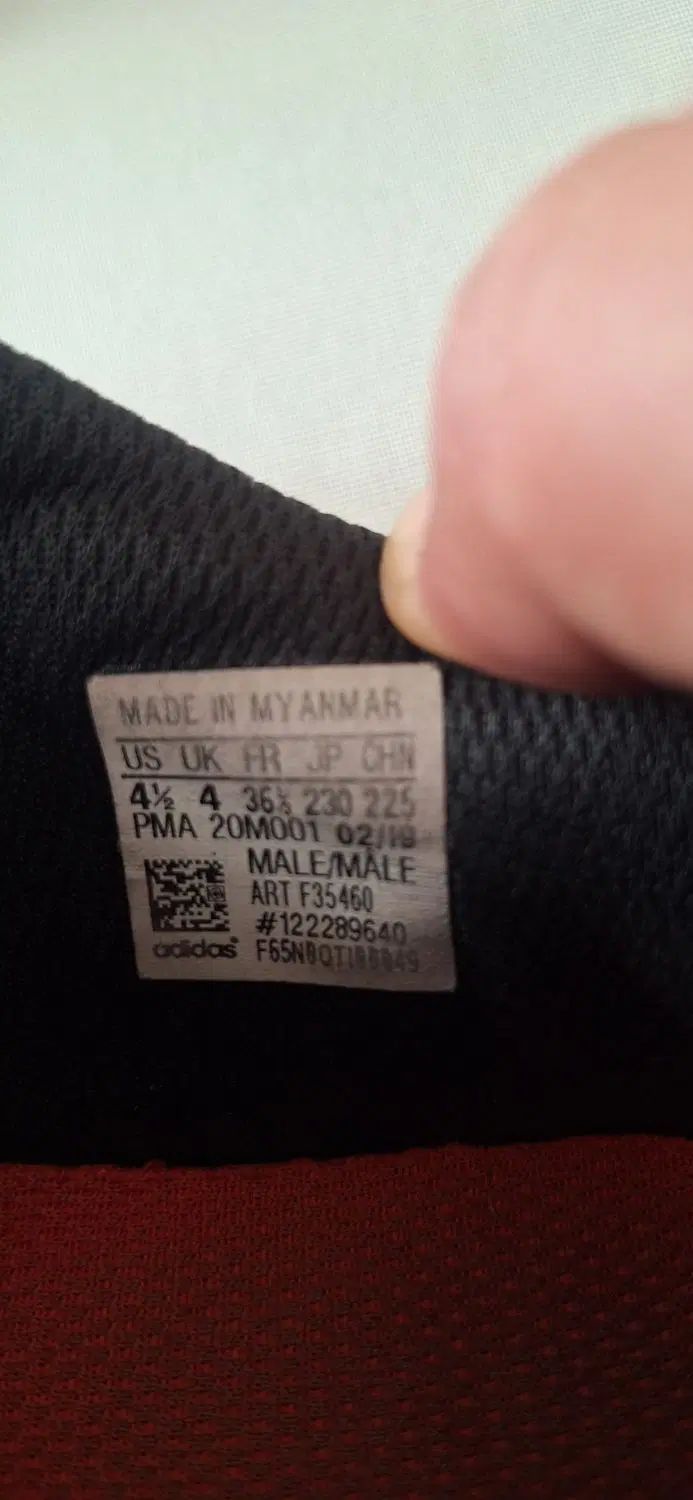 MADE IN MYANMAR
US UK FR JP CHN
4½ 4 36⅔ 230 225
PMA 20M001 02/19
MALE/MALE
ART F35460
#122289640
adidas